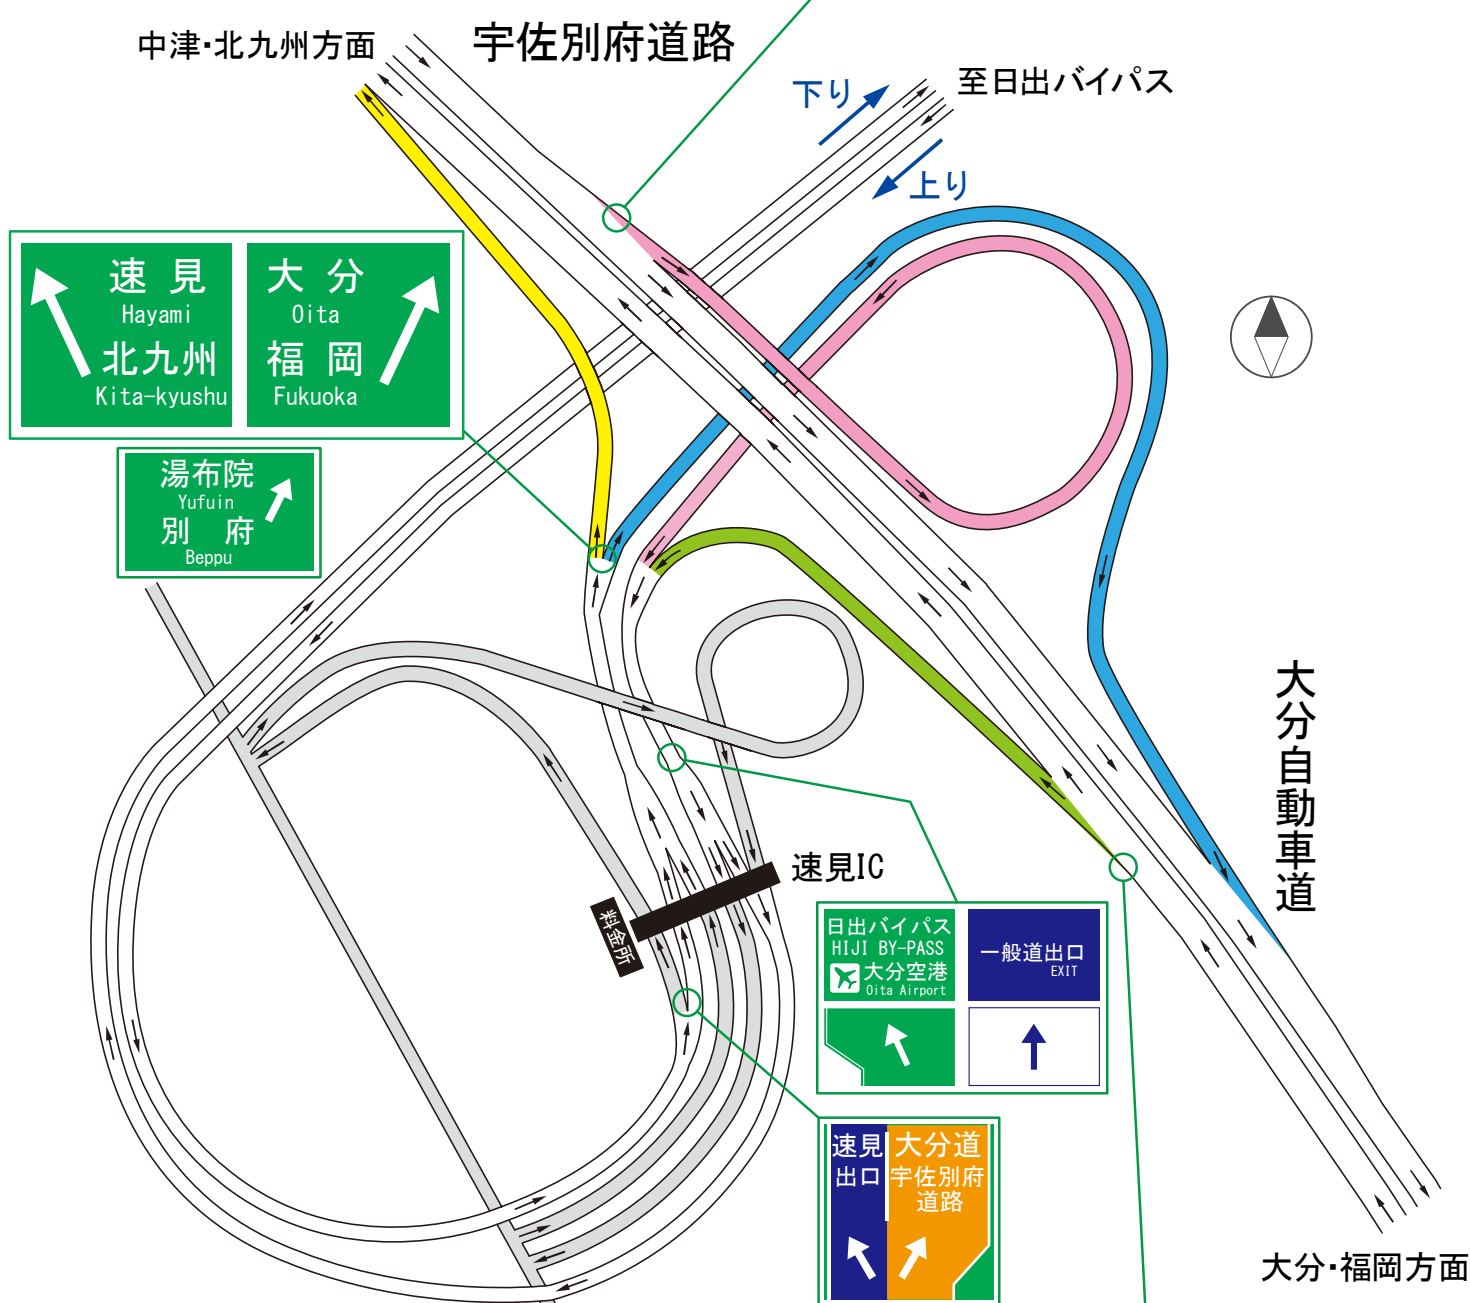 宇佐別府道路
中津・北九州方面
至日出バイパス
下り
上り
速見
Hayami
北九州
Kita-kyushu
大分
Oita
福岡
Fukuoka
湯布院
Yufuin
別府
Beppu
大分自動車道
速見IC
料金所
日出バイパス
HIJI BY-PASS
大分空港
Oita Airport
一般道出口
EXIT
速見
出口
大分道
宇佐別府
道路
大分・福岡方面